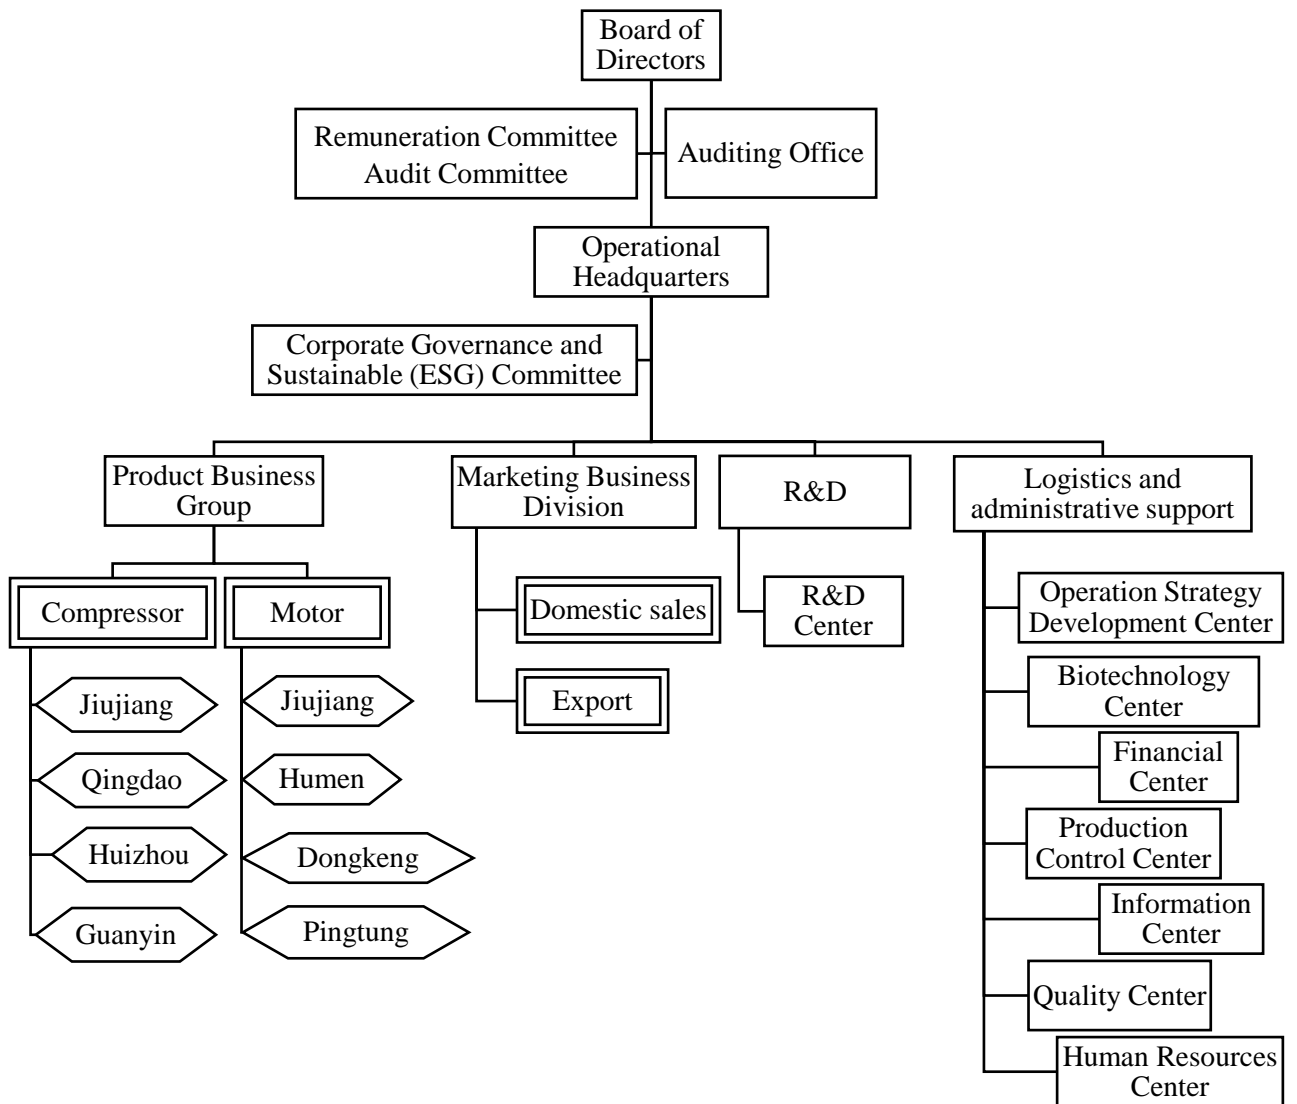 Board of
Directors
Remuneration Committee
Audit Committee
Auditing Office
Operational
Headquarters
Corporate Governance and
Sustainable (ESG) Committee
Product Business
Group
Marketing Business
Division
R&D
Logistics and
administrative support
Compressor
Motor
Jiujiang
Qingdao
Huizhou
Guanyin
Jiujiang
Humen
Dongkeng
Pingtung
Domestic sales
Export
R&D
Center
Operation Strategy
Development Center
Biotechnology
Center
Financial
Center
Production
Control Center
Information
Center
Quality Center
Human Resources
Center